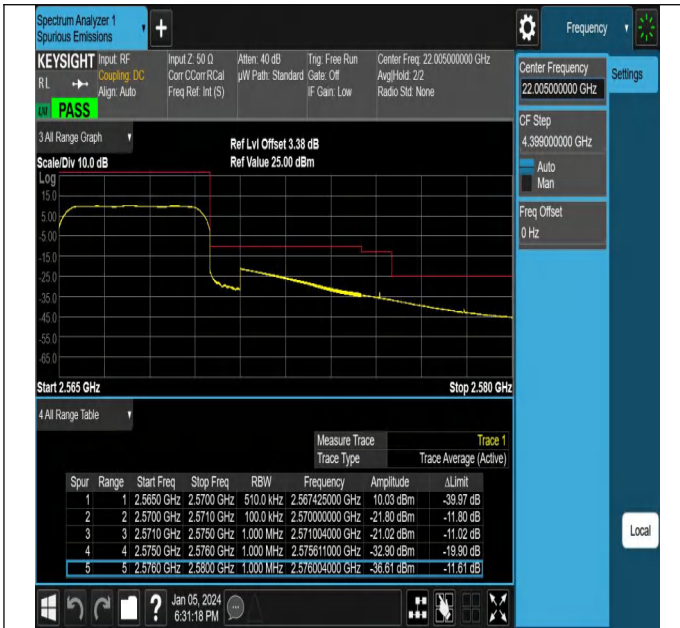 Spectrum Analyzer 1
Spurious Emissions
Frequency
KEYSIGHT Input: RF Input Z: 50 Ω Atten: 40 dB Trig: Free Run Center Freq: 22.005000000 GHz
RL Coupling: DC Corr CCorr RCal µW Path: Standard Gate: Off Avg|Hold: 2/2
Align: Auto Freq Ref: Int (S) IF Gain: Low Radio Std: None
PASS
Center Frequency
22.005000000 GHz
Settings
CF Step
4.399000000 GHz
Auto
Man
Freq Offset
0 Hz
3 All Range Graph
Ref Lvl Offset 3.38 dB
Scale/Div 10.0 dB Ref Value 25.00 dBm
Log
15.0
5.00
-5.00
-15.0
-25.0
-35.0
-45.0
-55.0
-65.0
Start 2.565 GHz Stop 2.580 GHz
4 All Range Table
Measure Trace Trace 1
Trace Type Trace Average (Active)
Spur Range Start Freq Stop Freq RBW Frequency Amplitude ΔLimit
1 1 2.5650 GHz 2.5700 GHz 510.0 kHz 2.567425000 GHz 10.03 dBm -39.97 dB
2 2 2.5700 GHz 2.5710 GHz 100.0 kHz 2.570000000 GHz -21.80 dBm -11.80 dB
3 3 2.5710 GHz 2.5750 GHz 1.000 MHz 2.571004000 GHz -21.02 dBm -11.02 dB
4 4 2.5750 GHz 2.5760 GHz 1.000 MHz 2.575611000 GHz -32.90 dBm -19.90 dB
5 5 2.5760 GHz 2.5800 GHz 1.000 MHz 2.576004000 GHz -36.61 dBm -11.61 dB
Local
Jan 05, 2024
6:31:18 PM